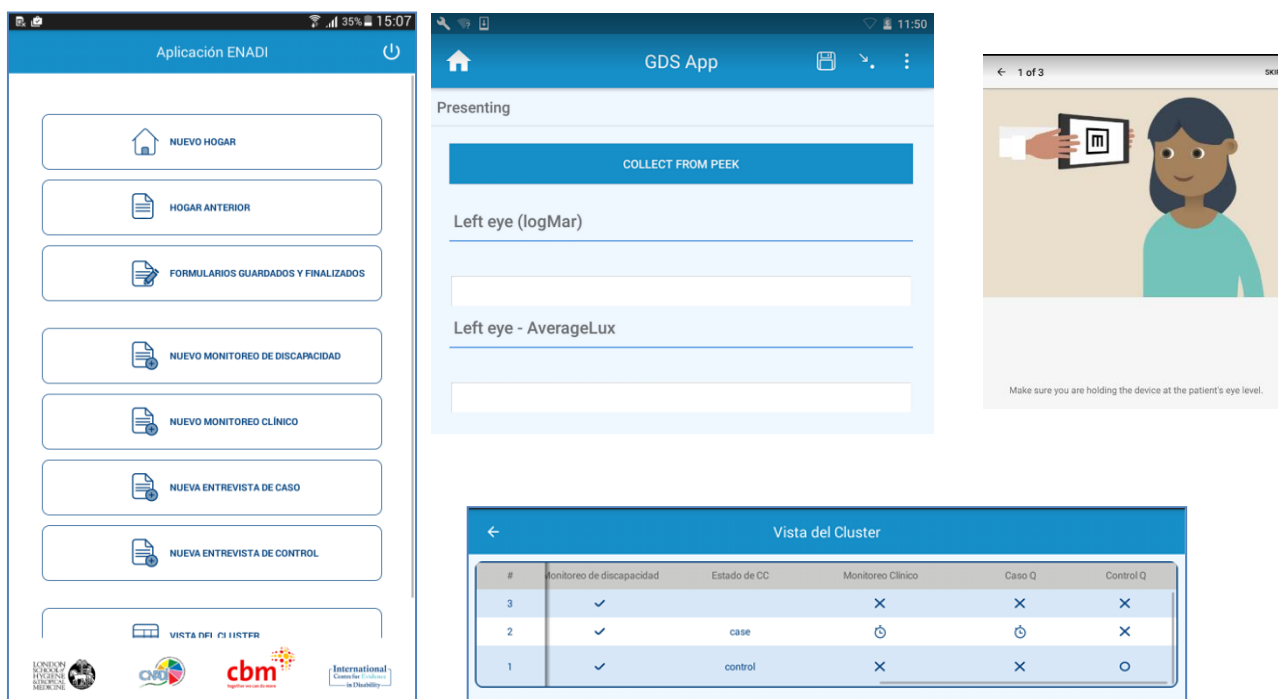 35% 15:07
Aplicación ENADI
NUEVO HOGAR
HOGAR ANTERIOR
FORMULARIOS GUARDADOS Y FINALIZADOS
NUEVO MONITOREO DE DISCAPACIDAD
NUEVO MONITOREO CLÍNICO
NUEVA ENTREVISTA DE CASO
NUEVA ENTREVISTA DE CONTROL
VISTA DEL CLUSTER
LONDON
SCHOOL of
HYGIENE
&TROPICAL
MEDICINE
cbm
together we can do more
International
Centre for Evidence
in Disability
11:50
GDS App
Presenting
COLLECT FROM PEEK
Left eye (logMar)
Left eye - AverageLux
1 of 3
SKIP
Make sure you are holding the device at the patient's eye level.
Vista del Cluster
# Monitoreo de discapacidad Estado de CC Monitoreo Clínico Caso Q Control Q
3
2 case
1 control